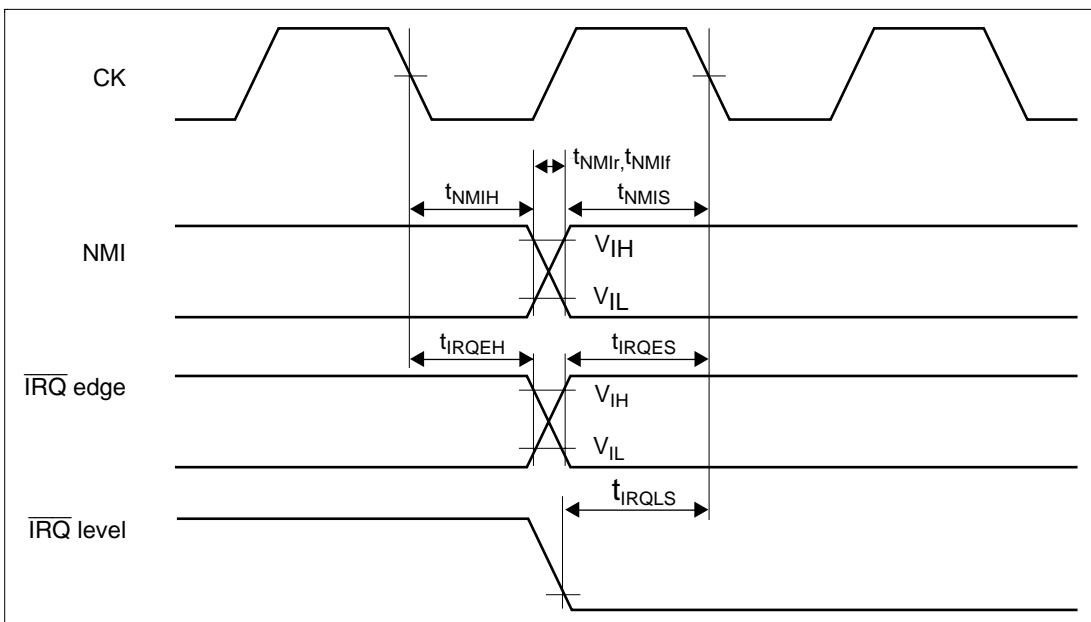 CK
tNMIr,tNMIf
tNMIH
tNMIS
NMI
VIH
VIL
tIRQEH
tIRQES
IRQ edge
VIH
VIL
tIRQLS
IRQ level